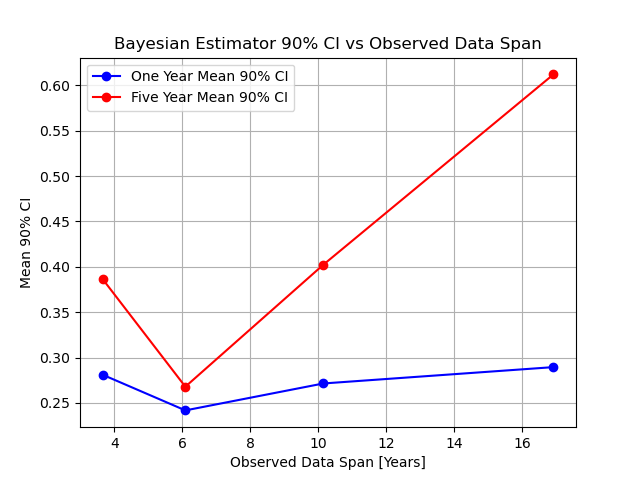 Bayesian Estimator 90% CI vs Observed Data Span
One Year Mean 90% CI
Five Year Mean 90% CI
Mean 90% CI
0.60
0.55
0.50
0.45
0.40
0.35
0.30
0.25
4 6 8 10 12 14 16
Observed Data Span [Years]